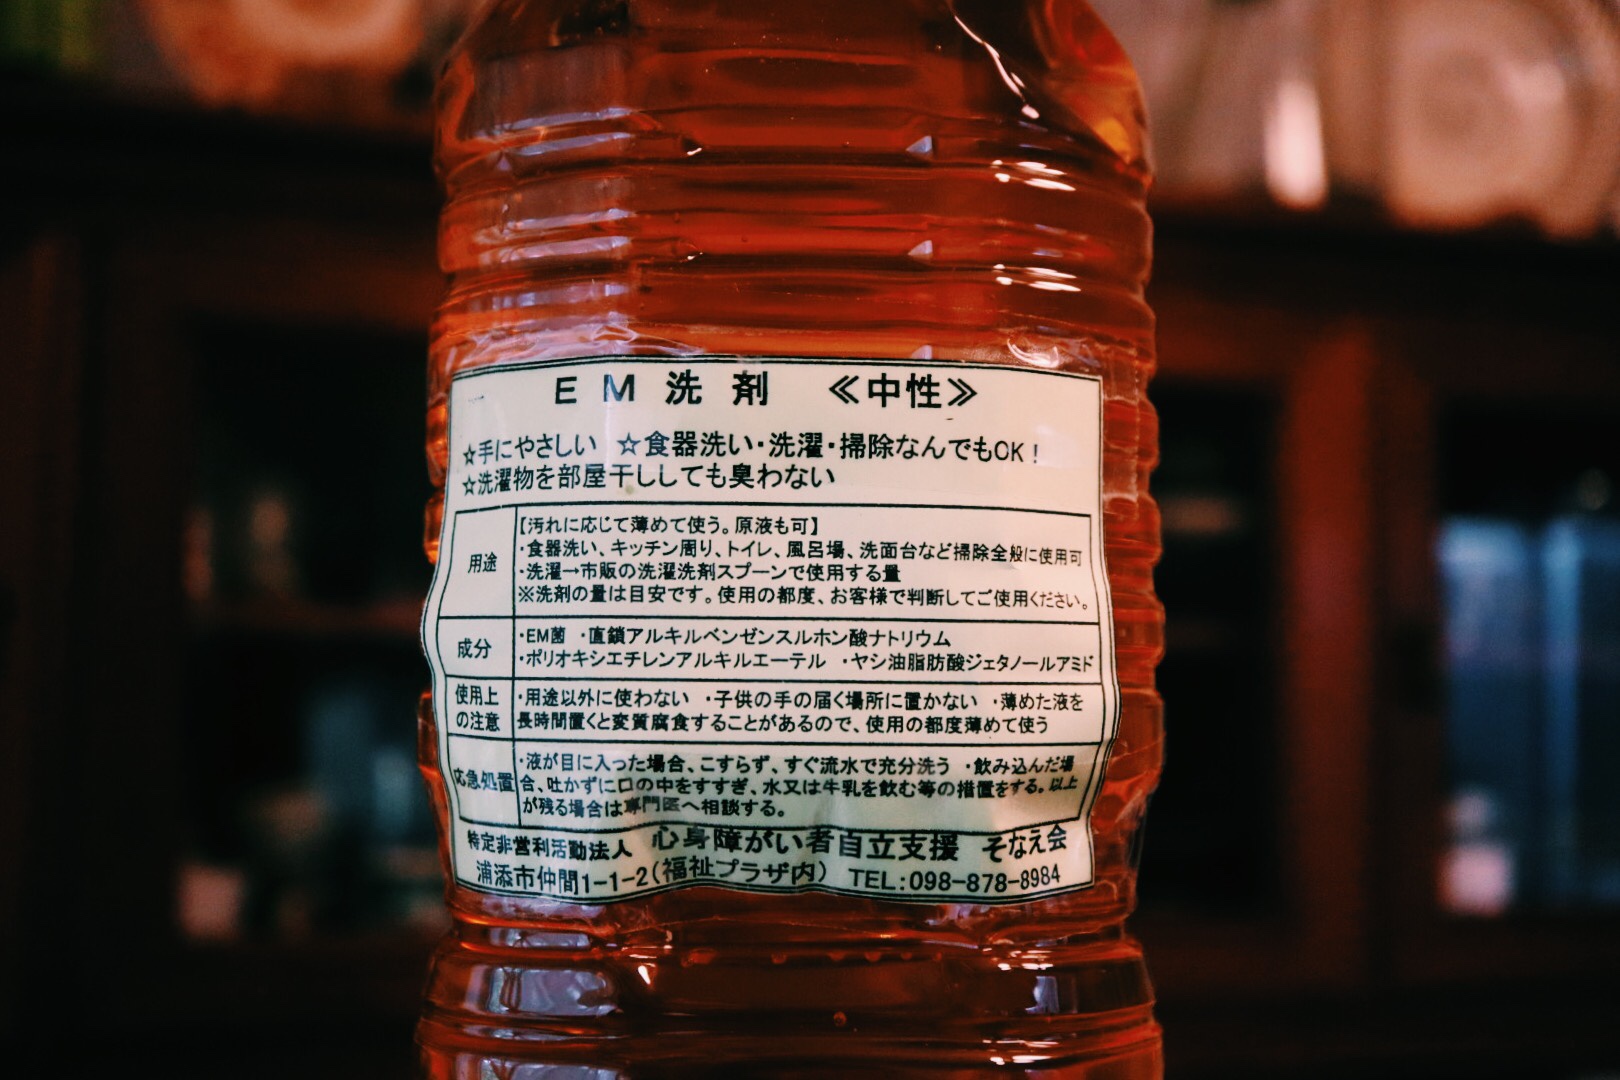 EM洗剤 ≪中性≫
☆手にやさしい ☆食器洗い・洗濯・掃除なんでもOK!
☆洗濯物を部屋干ししても臭わない
用途
【汚れに応じて薄めて使う。原液も可】
・食器洗い、キッチン周り、トイレ、風呂場、洗面台など掃除全般に使用可
・洗濯→市販の洗濯洗剤スプーンで使用する量
※洗剤の量は目安です。使用の都度、お客様で判断してご使用ください。
成分
・EM菌 ・直鎖アルキルベンゼンスルホン酸ナトリウム
・ポリオキシエチレンアルキルエーテル ・ヤシ油脂肪酸ジェタノールアミド
使用上
の注意
・用途以外に使わない ・子供の手の届く場所に置かない ・薄めた液を
長時間置くと変質腐食することがあるので、使用の都度薄めて使う
応急処置
・液が目に入った場合、こすらず、すぐ流水で充分洗う ・飲み込んだ場
合、吐かずに口の中をすすぎ、水又は牛乳を飲む等の措置をする。以上
が残る場合は専門医へ相談する。
特定非営利活動法人 心身障がい者自立支援 そなえ会
浦添市仲間1-1-2(福祉プラザ内) TEL:098-878-8984